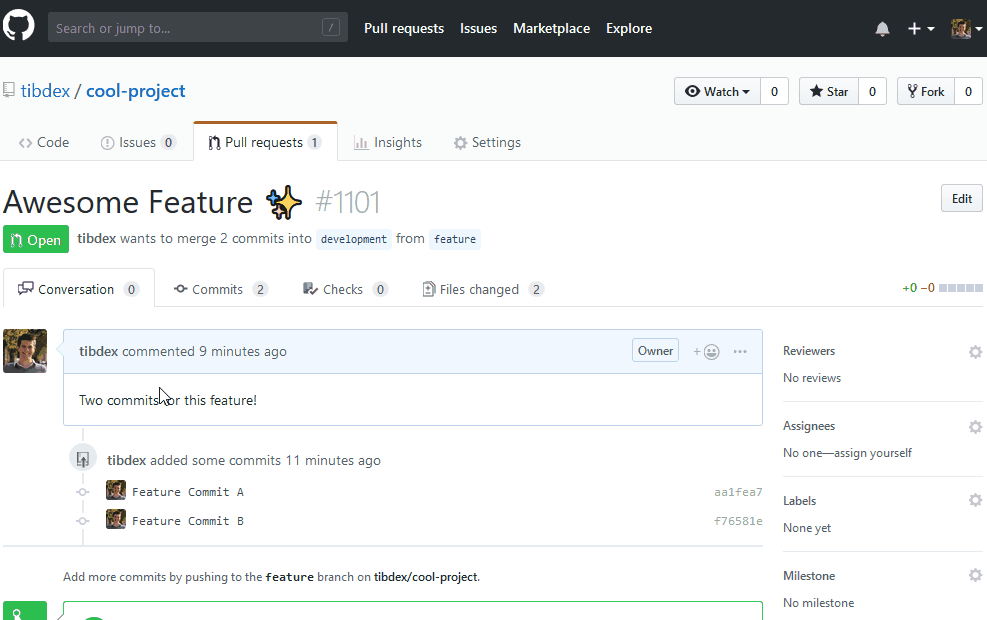 Search or jump to... / Pull requests Issues Marketplace Explore
tibdex / cool-project Watch 0 Star 0 Fork 0
Code Issues 0 Pull requests 1 Insights Settings
Awesome Feature ✨ #1101 Edit
Open tibdex wants to merge 2 commits into development from feature
Conversation 0 Commits 2 Checks 0 Files changed 2 +0 −0
tibdex commented 9 minutes ago Owner + ...
Reviewers
No reviews
Two commits for this feature!
Assignees
No one—assign yourself
tibdex added some commits 11 minutes ago
Feature Commit A aa1fea7
Feature Commit B f76581e
Labels
None yet
Add more commits by pushing to the feature branch on tibdex/cool-project.
Milestone
No milestone